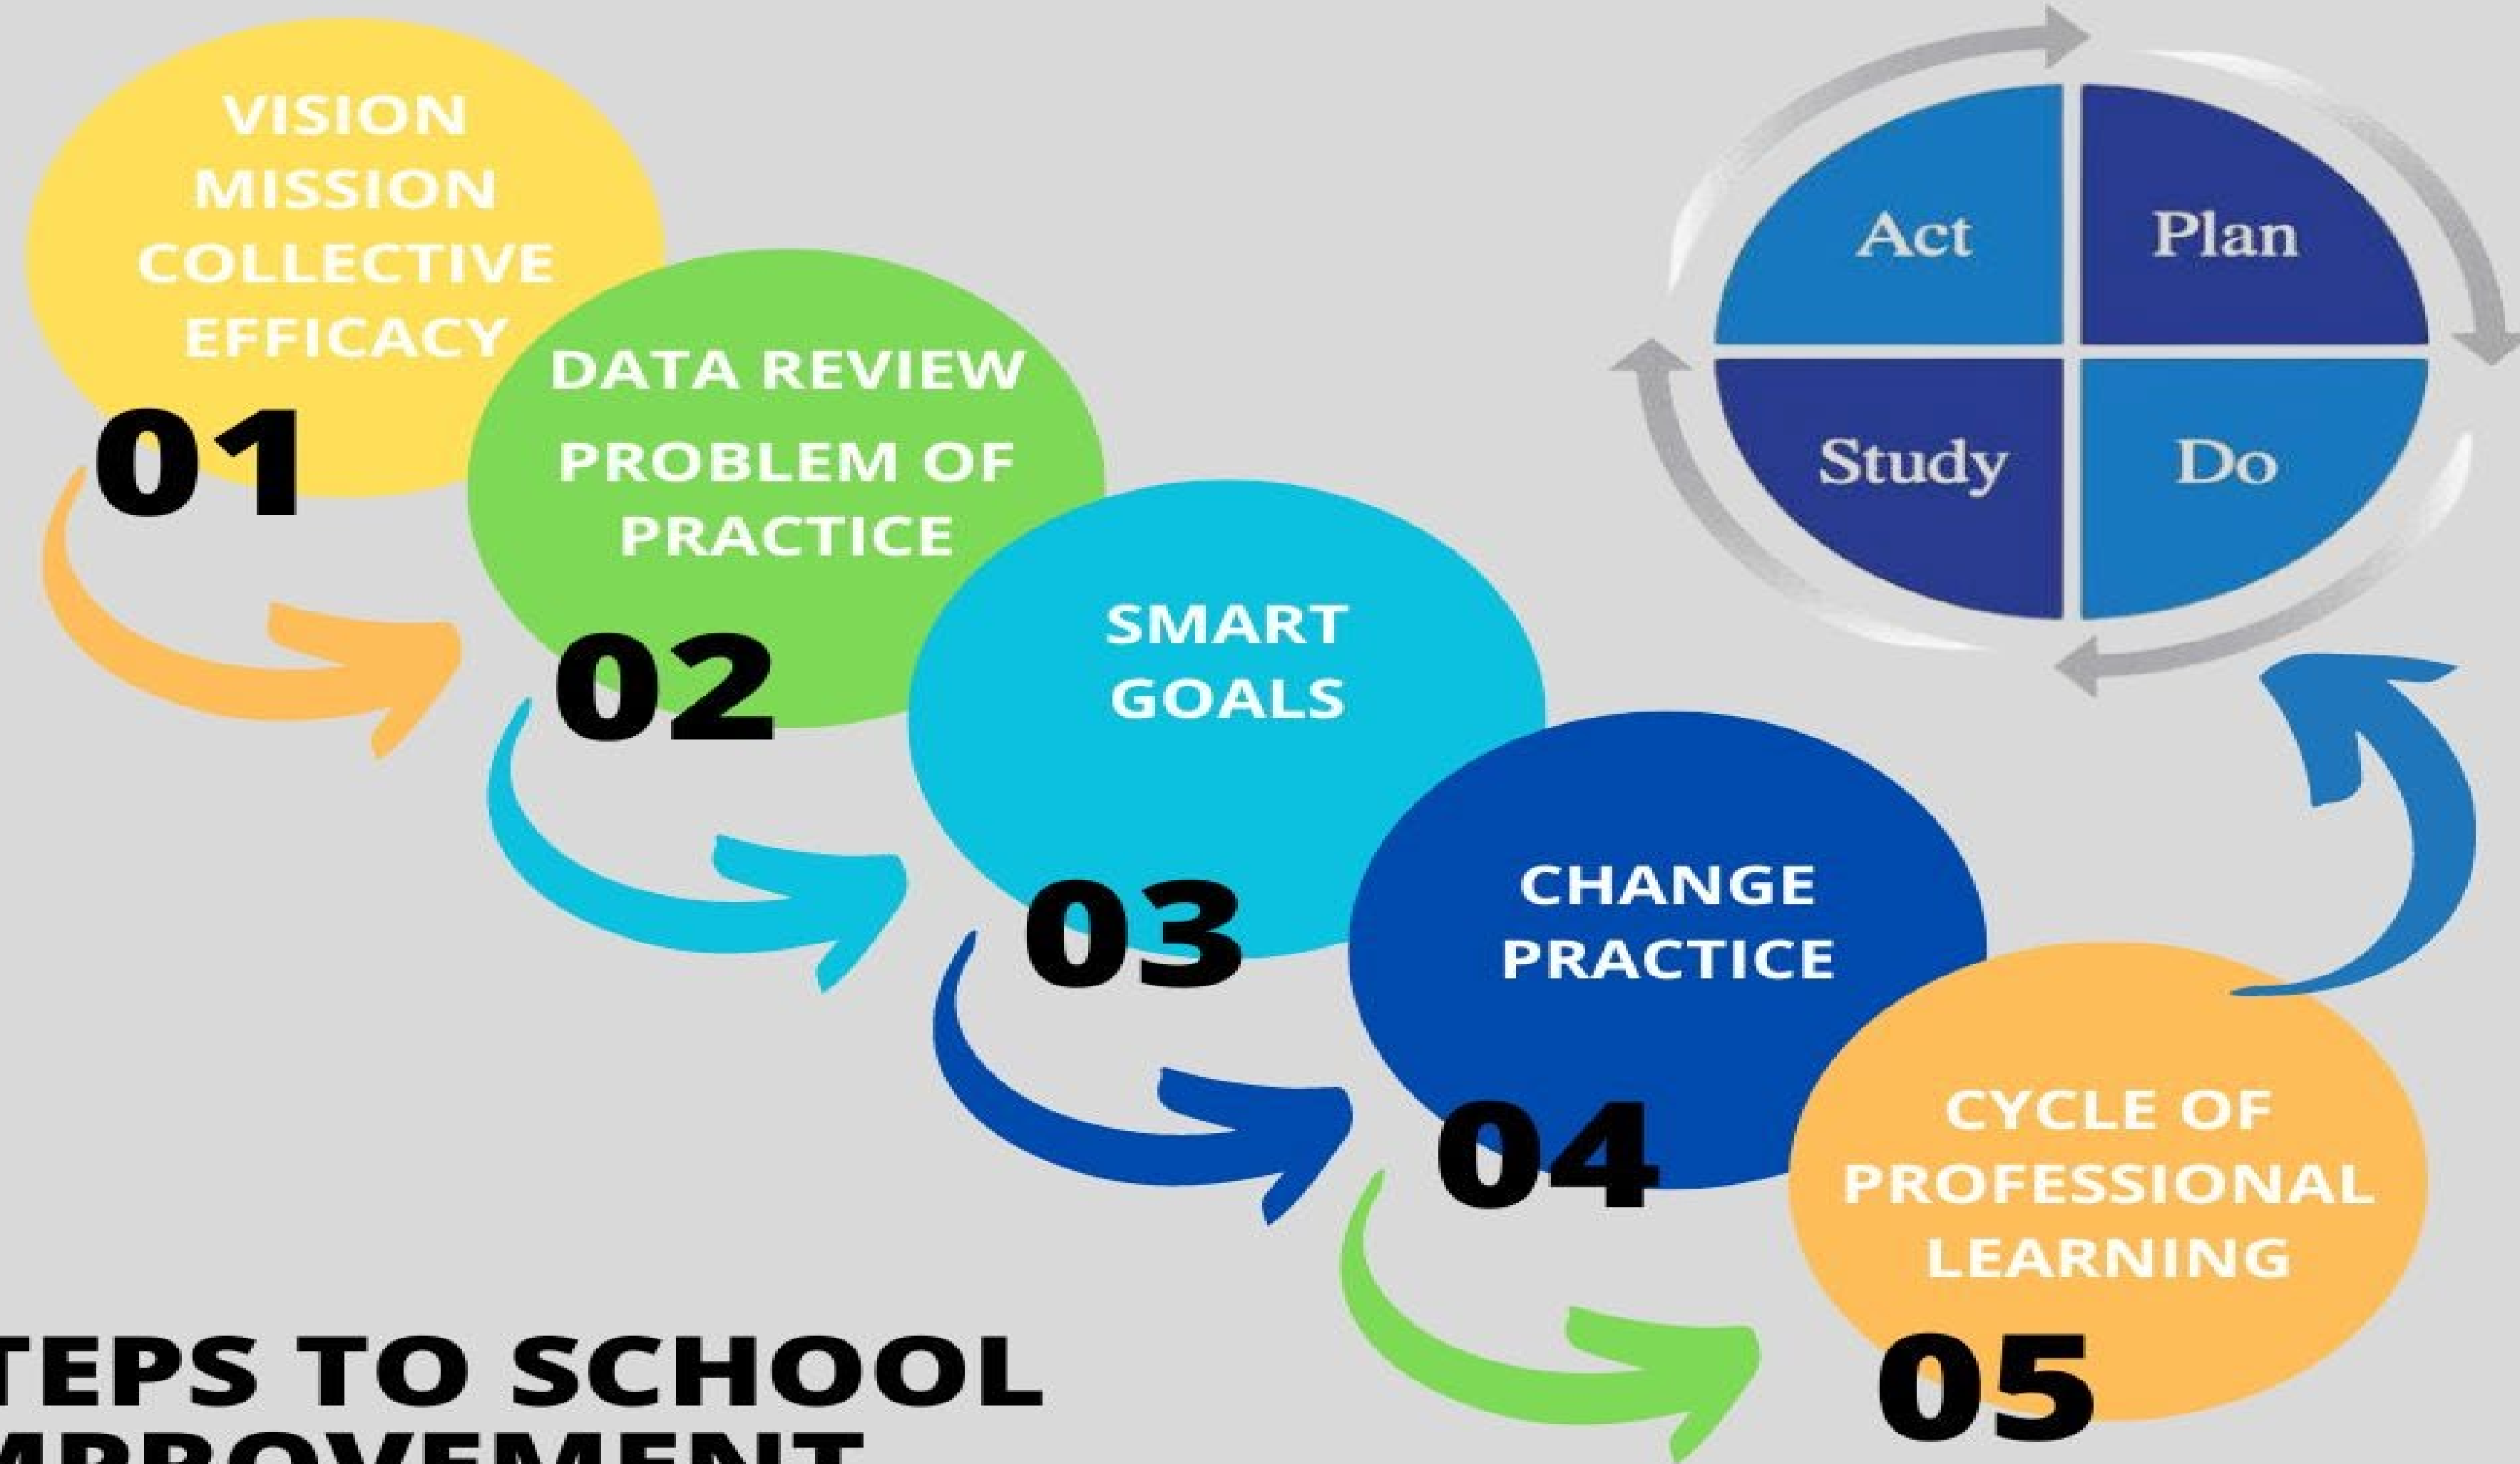 VISION
MISSION
COLLECTIVE
EFFICACY
01
DATA REVIEW
PROBLEM OF
PRACTICE
02
SMART
GOALS
03
CHANGE
PRACTICE
04
CYCLE OF
PROFESSIONAL
LEARNING
05
Act
Plan
Study
Do
TEPS TO SCHOOL
MPROVEMENT